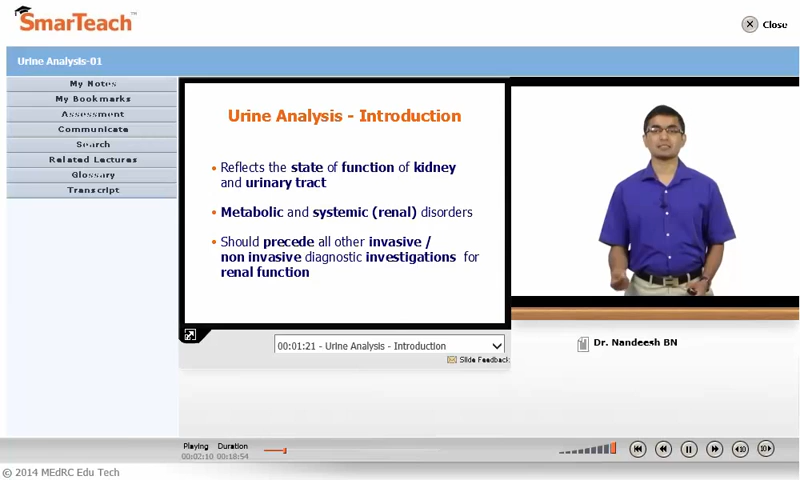 SmarTeach™
Close
Urine Analysis-01
My Notes
My Bookmarks
Assessment
Communicate
Search
Related Lectures
Glossary
Transcript
Urine Analysis - Introduction
• Reflects the state of function of kidney
and urinary tract
• Metabolic and systemic (renal) disorders
• Should precede all other invasive /
non invasive diagnostic investigations for
renal function
00:01:21 - Urine Analysis - Introduction
Slide Feedback
Dr. Nandeesh BN
Playing Duration
00:02:10 00:18:54
10 10
© 2014 MEdRC Edu Tech